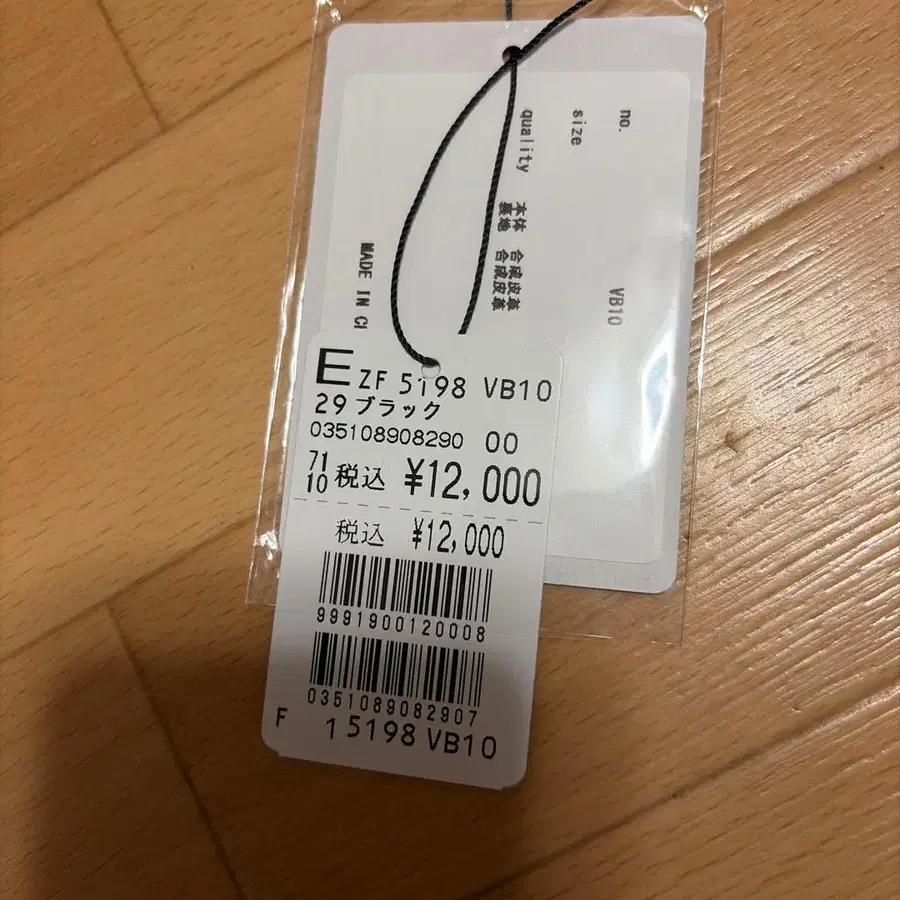 no.
VB10
size
quality 本体 合成皮革
裏地 合成皮革
MADE IN CI
E ZF 5198 VB10
29 ブラック
035108908290 00
71
10 税込 ¥12,000
税込 ¥12,000
9991900120008
0351089082907
F 15198 VB10